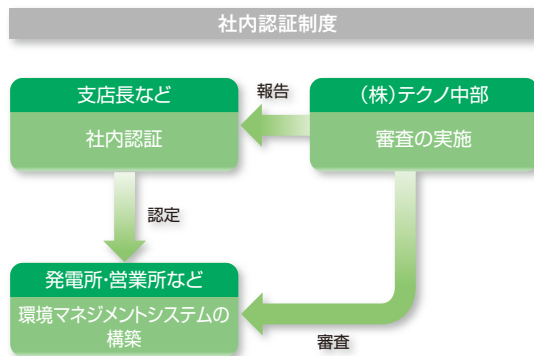 社内認証制度
支店長など
社内認証
報告
(株)テクノ中部
審査の実施
認定
発電所・営業所など
環境マネジメントシステムの
構築
審査